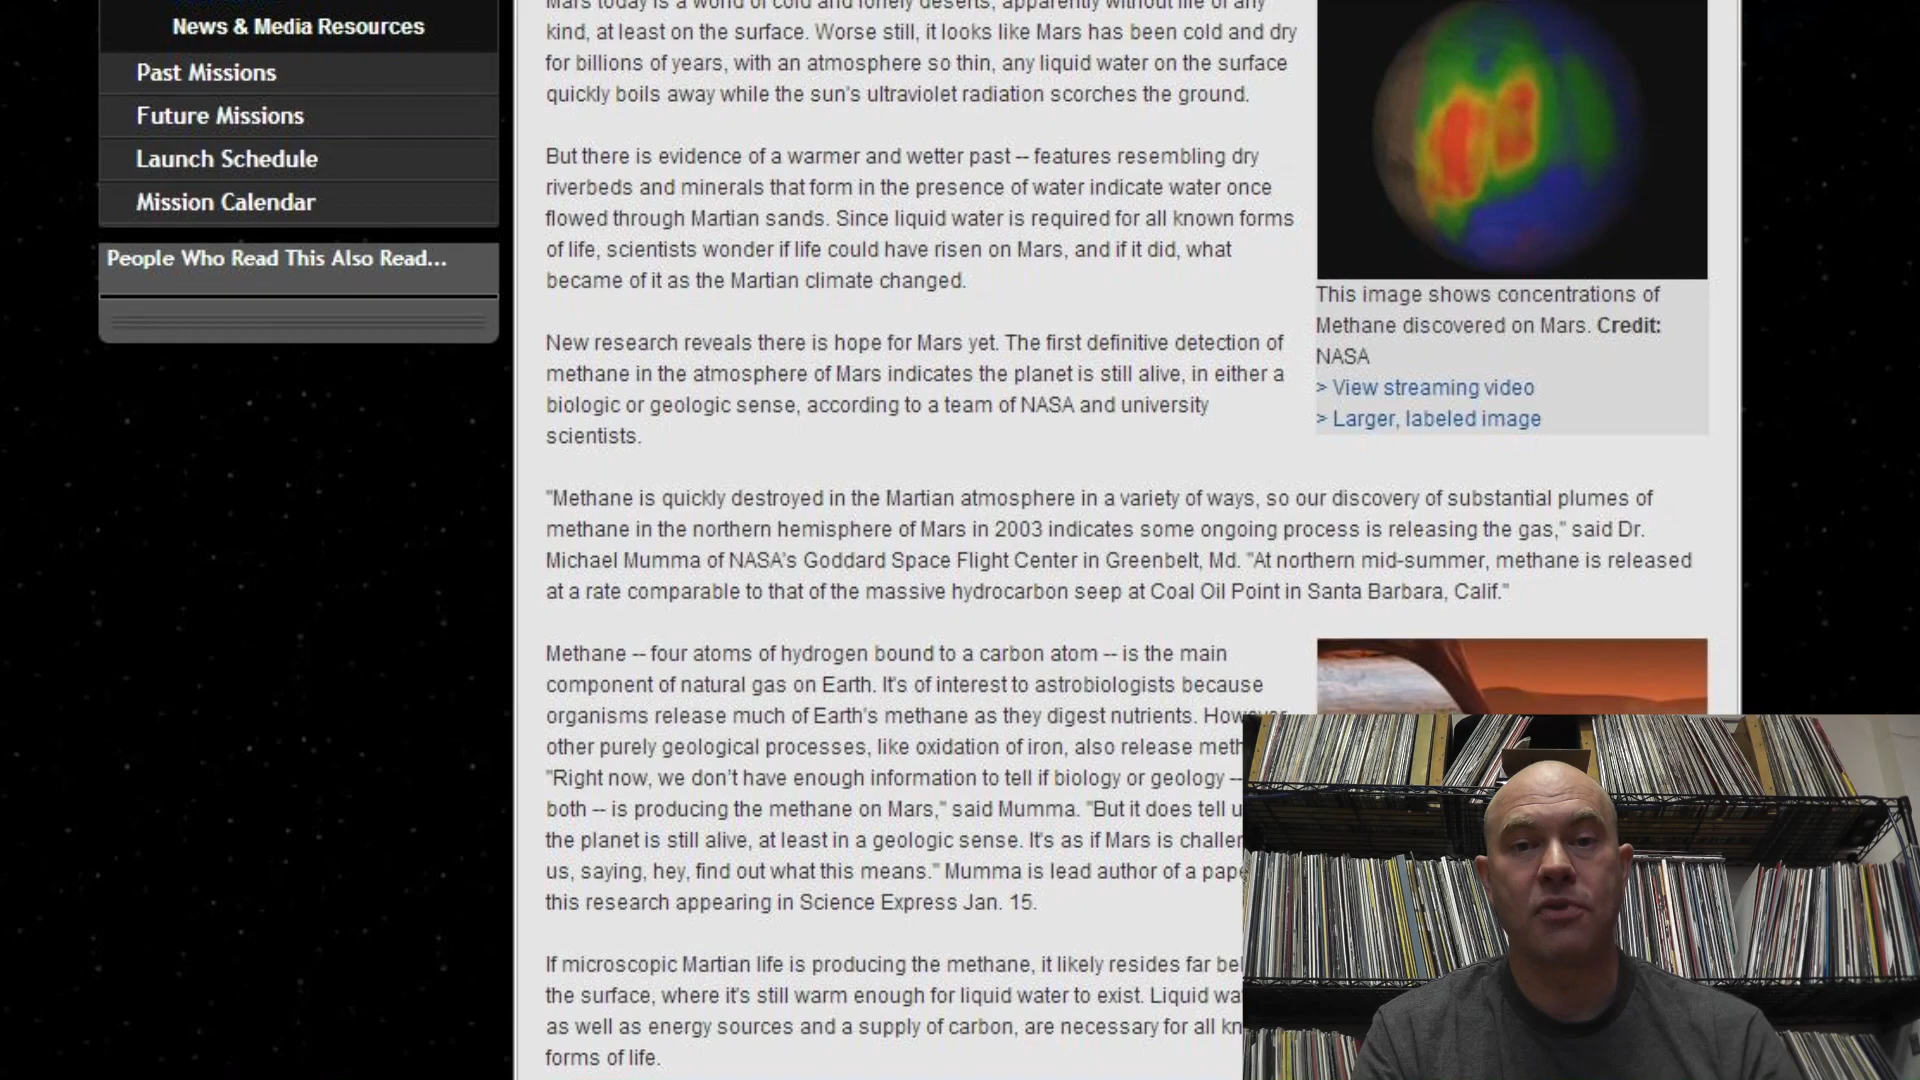 News & Media Resources
Past Missions
Future Missions
Launch Schedule
Mission Calendar
People Who Read This Also Read...
Mars today is a world of cold and lonely deserts, apparently without life of any
kind, at least on the surface. Worse still, it looks like Mars has been cold and dry
for billions of years, with an atmosphere so thin, any liquid water on the surface
quickly boils away while the sun's ultraviolet radiation scorches the ground.
But there is evidence of a warmer and wetter past -- features resembling dry
riverbeds and minerals that form in the presence of water indicate water once
flowed through Martian sands. Since liquid water is required for all known forms
of life, scientists wonder if life could have risen on Mars, and if it did, what
became of it as the Martian climate changed.
New research reveals there is hope for Mars yet. The first definitive detection of
methane in the atmosphere of Mars indicates the planet is still alive, in either a
biologic or geologic sense, according to a team of NASA and university
scientists.
This image shows concentrations of
Methane discovered on Mars. Credit:
NASA
> View streaming video
> Larger, labeled image
"Methane is quickly destroyed in the Martian atmosphere in a variety of ways, so our discovery of substantial plumes of
methane in the northern hemisphere of Mars in 2003 indicates some ongoing process is releasing the gas," said Dr.
Michael Mumma of NASA's Goddard Space Flight Center in Greenbelt, Md. "At northern mid-summer, methane is released
at a rate comparable to that of the massive hydrocarbon seep at Coal Oil Point in Santa Barbara, Calif."
Methane -- four atoms of hydrogen bound to a carbon atom -- is the main
component of natural gas on Earth. It's of interest to astrobiologists because
organisms release much of Earth's methane as they digest nutrients. However,
other purely geological processes, like oxidation of iron, also release meth
"Right now, we don't have enough information to tell if biology or geology --
both -- is producing the methane on Mars," said Mumma. "But it does tell u
the planet is still alive, at least in a geologic sense. It's as if Mars is challen
us, saying, hey, find out what this means." Mumma is lead author of a pape
this research appearing in Science Express Jan. 15.
If microscopic Martian life is producing the methane, it likely resides far bel
the surface, where it's still warm enough for liquid water to exist. Liquid wa
as well as energy sources and a supply of carbon, are necessary for all kn
forms of life.